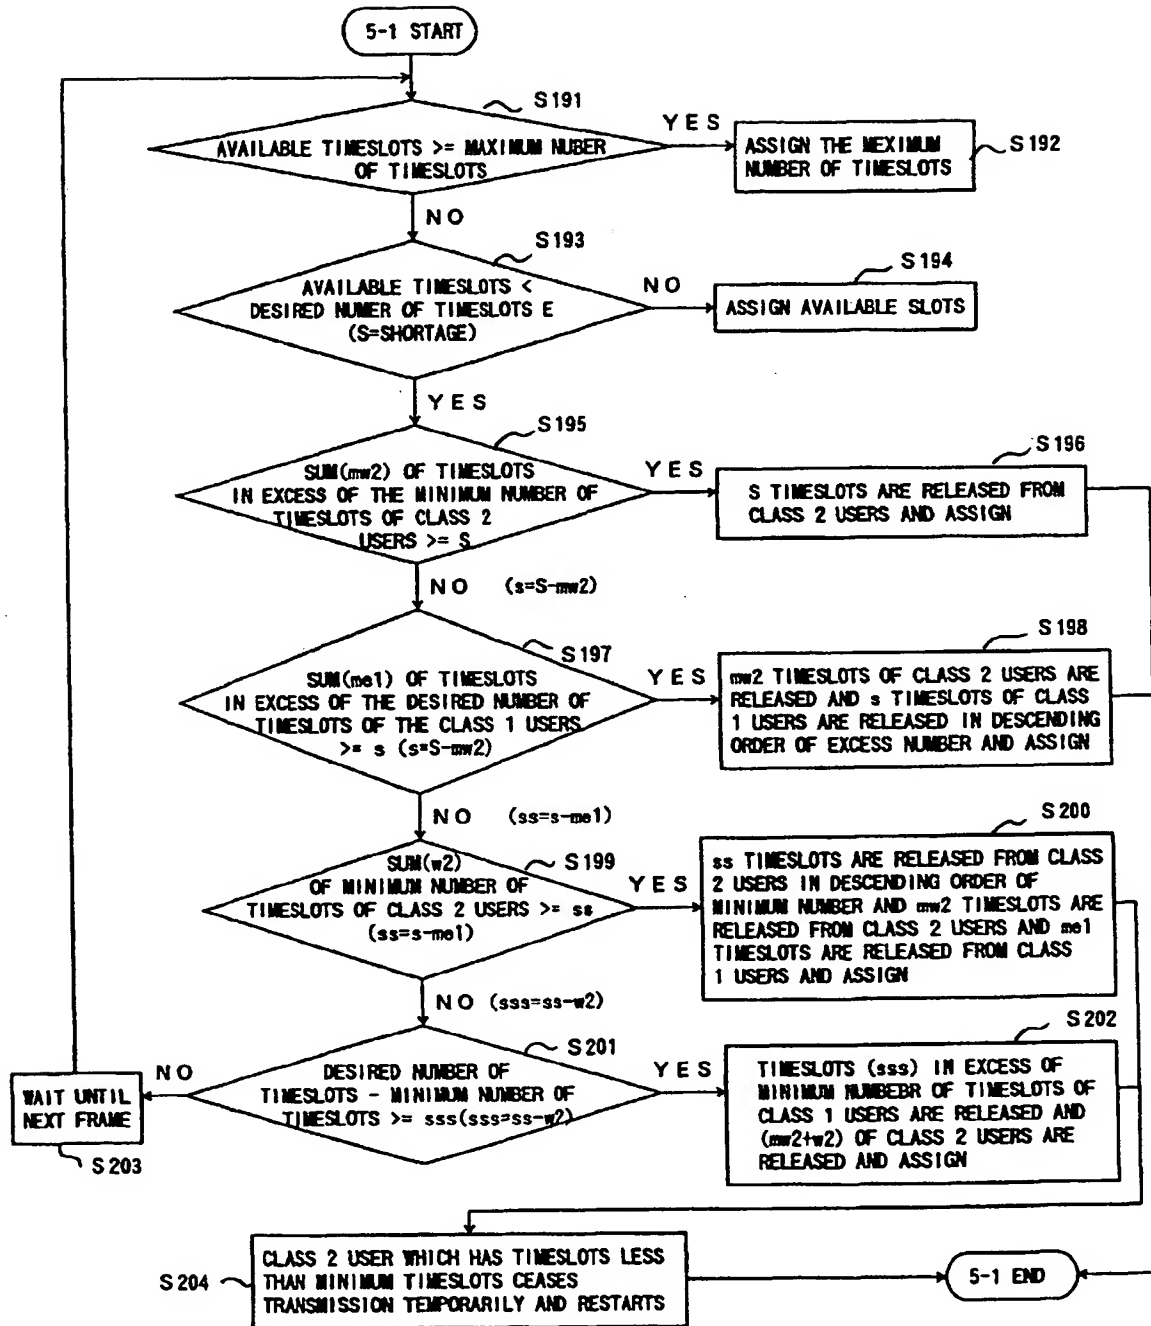 5-1 START
S191
AVAILABLE TIMESLOTS >= MAXIMUM NUBER
OF TIMESLOTS
YES
ASSIGN THE MEXIMUM
NUMBER OF TIMESLOTS
S192
NO
S193
AVAILABLE TIMESLOTS <
DESIRED NUMER OF TIMESLOTS E
(S=SHORTAGE)
NO
S194
ASSIGN AVAILABLE SLOTS
YES
S195
SUM(mw2) OF TIMESLOTS
IN EXCESS OF THE MINIMUM NUMBER OF
TIMESLOTS OF CLASS 2
USERS >= S
YES
S196
S TIMESLOTS ARE RELEASED FROM
CLASS 2 USERS AND ASSIGN
NO (s=S-mw2)
S197
SUM(me1) OF TIMESLOTS
IN EXCESS OF THE DESIRED NUMBER OF
TIMESLOTS OF THE CLASS 1 USERS
>= s (s=S-mw2)
YES
S198
mw2 TIMESLOTS OF CLASS 2 USERS ARE
RELEASED AND s TIMESLOTS OF CLASS
1 USERS ARE RELEASED IN DESCENDING
ORDER OF EXCESS NUMBER AND ASSIGN
NO (ss=s-me1)
S199
SUM(w2)
OF MINIMUM NUMBER OF
TIMESLOTS OF CLASS 2 USERS >= ss
(ss=s-me1)
YES
S200
ss TIMESLOTS ARE RELEASED FROM CLASS
2 USERS IN DESCENDING ORDER OF
MINIMUM NUMBER AND mw2 TIMESLOTS ARE
RELEASED FROM CLASS 2 USERS AND me1
TIMESLOTS ARE RELEASED FROM CLASS
1 USERS AND ASSIGN
NO (sss=ss-w2)
S201
DESIRED NUMBER OF
TIMESLOTS - MINIMUM NUMBER OF
TIMESLOTS >= sss(sss=ss-w2)
YES
S202
TIMESLOTS (sss) IN EXCESS OF
MINIMUM NUMBEBR OF TIMESLOTS OF
CLASS 1 USERS ARE RELEASED AND
(mw2+w2) OF CLASS 2 USERS ARE
RELEASED AND ASSIGN
NO
WAIT UNTIL
NEXT FRAME
S203
S204
CLASS 2 USER WHICH HAS TIMESLOTS LESS
THAN MINIMUM TIMESLOTS CEASES
TRANSMISSION TEMPORARILY AND RESTARTS
5-1 END